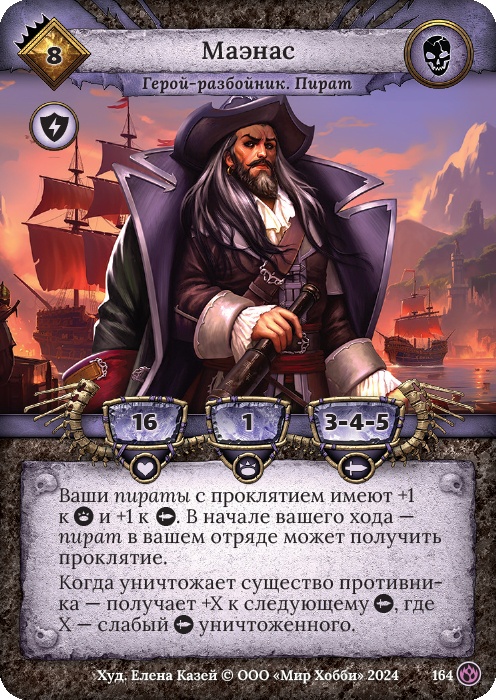 8
Маэнас
Герой-разбойник. Пират
16
1
3-4-5
Ваши пираты с проклятием имеют +1
к и +1 к . В начале вашего хода —
пират в вашем отряде может получить
проклятие.
Когда уничтожает существо противни-
ка — получает +X к следующему , где
X — слабый уничтоженного.
Худ. Елена Казей © ООО «Мир Хобби» 2024
164